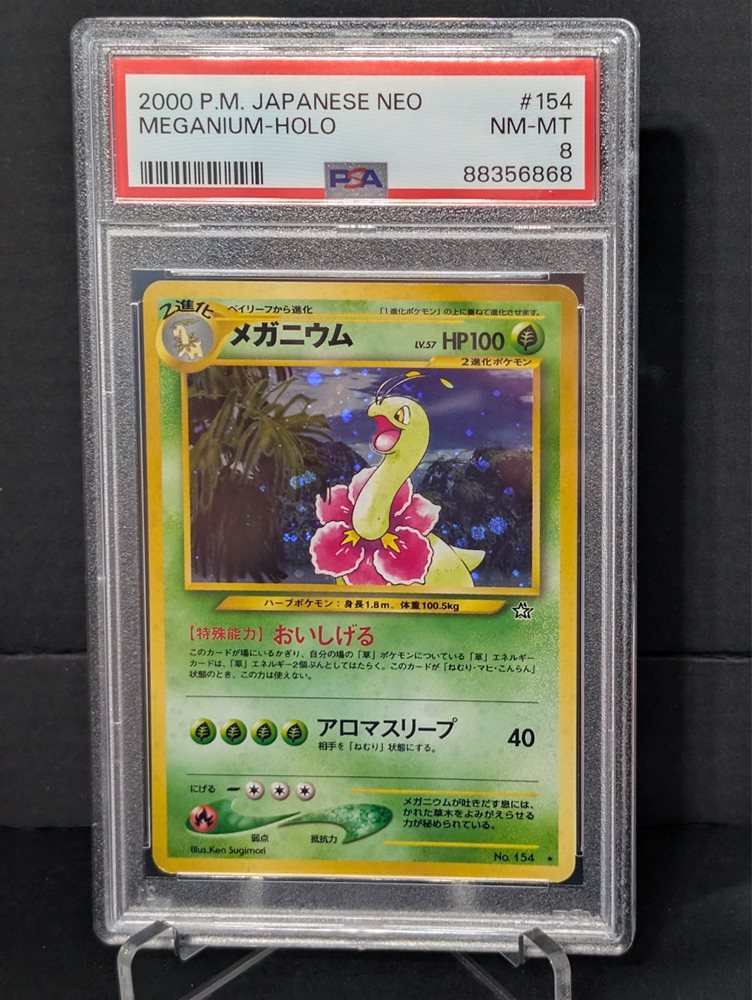 2000 P.M. JAPANESE NEO #154
MEGANIUM-HOLO NM-MT
8
PSA 88356868
2進化
ベイリーフから進化 「1進化ポケモン」の上に重ねて進化させます。
メガニウム LV.57 HP100
2進化ポケモン
ハーブポケモン：身長1.8m、体重100.5kg
【特殊能力】おいしげる
このカードが場にいるかぎり、自分の場の「草」ポケモンについている「草」エネルギー
カードは、「草」エネルギー2個ぶんとしてはたらく。このカードが「ねむり・マヒ・こんらん」
状態のとき、この力は使えない。
アロマスリープ 40
相手を「ねむり」状態にする。
にげる
メガニウムが吐きだす息には、
かれた草木をよみがえらせる
力が秘められている。
弱点 抵抗力
Illus.Ken Sugimori No. 154 ★